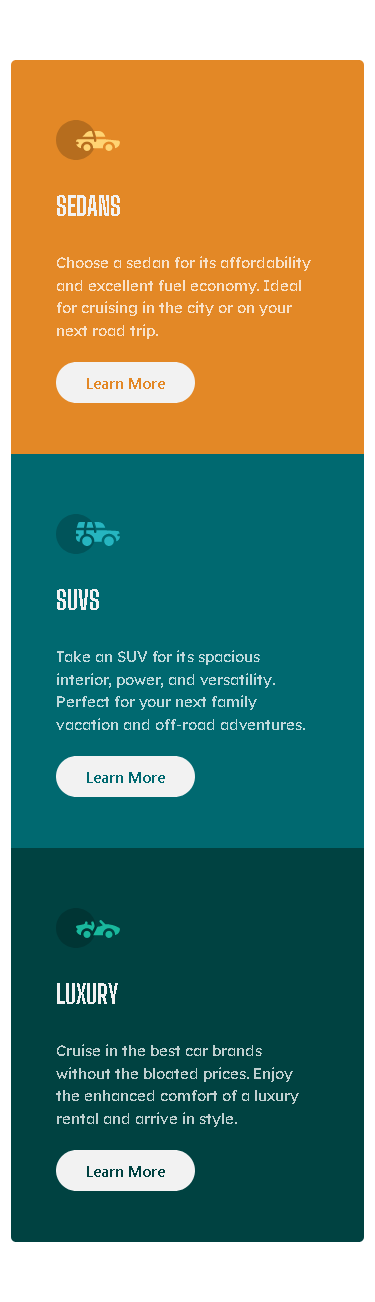 SEDANS
Choose a sedan for its affordability
and excellent fuel economy. Ideal
for cruising in the city or on your
next road trip.
Learn More
SUVS
Take an SUV for its spacious
interior, power, and versatility.
Perfect for your next family
vacation and off-road adventures.
Learn More
LUXURY
Cruise in the best car brands
without the bloated prices. Enjoy
the enhanced comfort of a luxury
rental and arrive in style.
Learn More